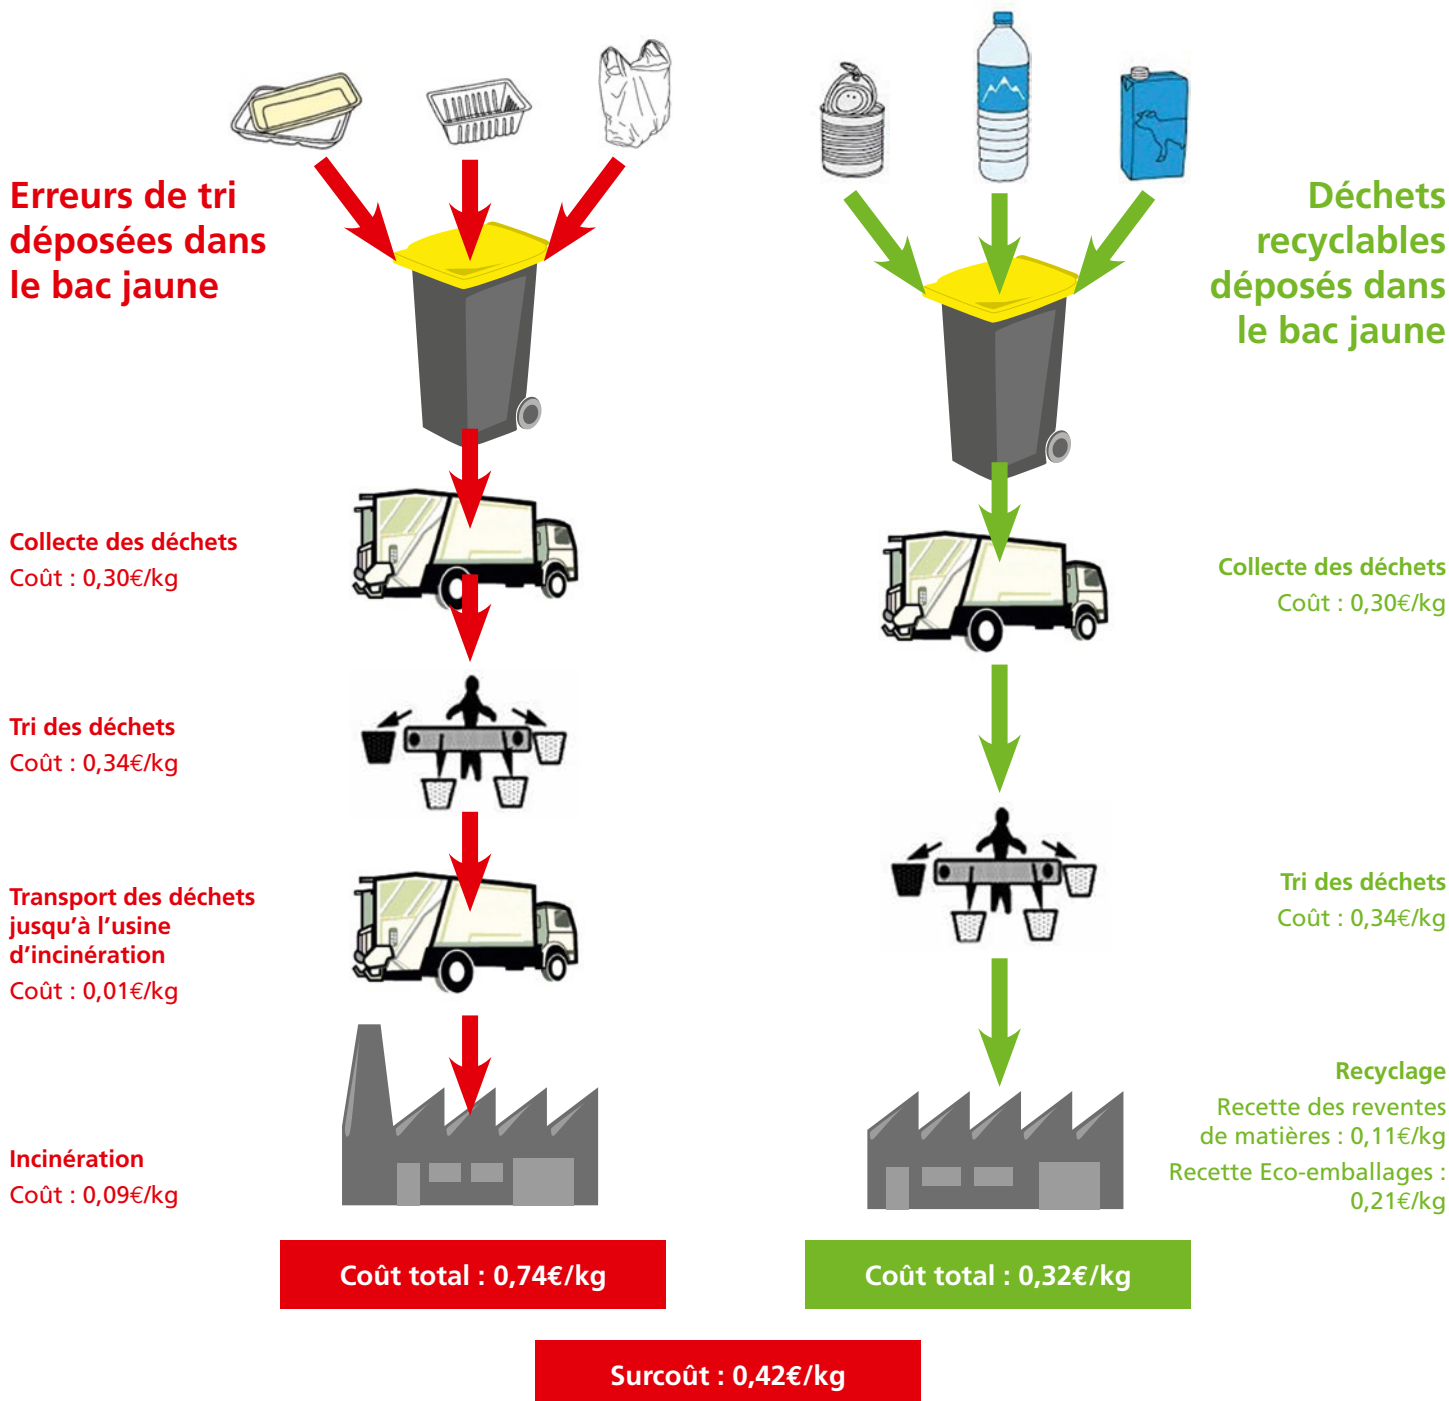 Erreurs de tri
déposées dans
le bac jaune
Collecte des déchets
Coût : 0,30€/kg
Tri des déchets
Coût : 0,34€/kg
Transport des déchets
jusqu’à l’usine
d’incinération
Coût : 0,01€/kg
Incinération
Coût : 0,09€/kg
Coût total : 0,74€/kg
Déchets
recyclables
déposés dans
le bac jaune
Collecte des déchets
Coût : 0,30€/kg
Tri des déchets
Coût : 0,34€/kg
Recyclage
Recette des reventes
de matières : 0,11€/kg
Recette Eco-emballages :
0,21€/kg
Coût total : 0,32€/kg
Surcoût : 0,42€/kg